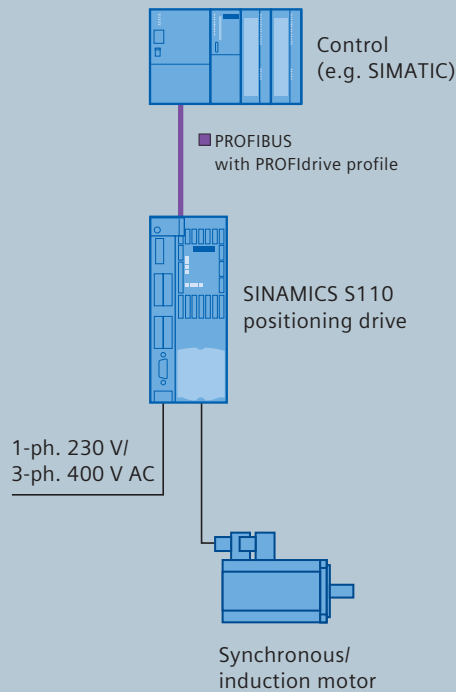 Control
(e.g. SIMATIC)
PROFIBUS
with PROFIdrive profile
SINAMICS S110
positioning drive
1-ph. 230 V/
3-ph. 400 V AC
Synchronous/
induction motor